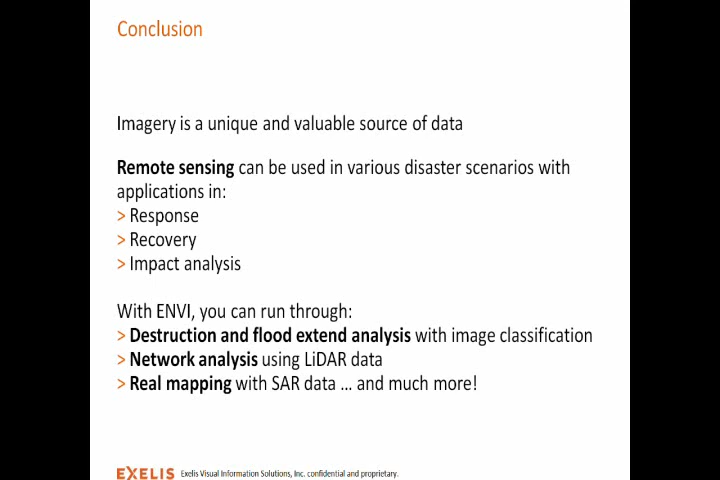 Conclusion
Imagery is a unique and valuable source of data
Remote sensing can be used in various disaster scenarios with
applications in:
> Response
> Recovery
> Impact analysis
With ENVI, you can run through:
> Destruction and flood extend analysis with image classification
> Network analysis using LiDAR data
> Real mapping with SAR data ... and much more!
EXELIS Exelis Visual Information Solutions, Inc. confidential and proprietary.